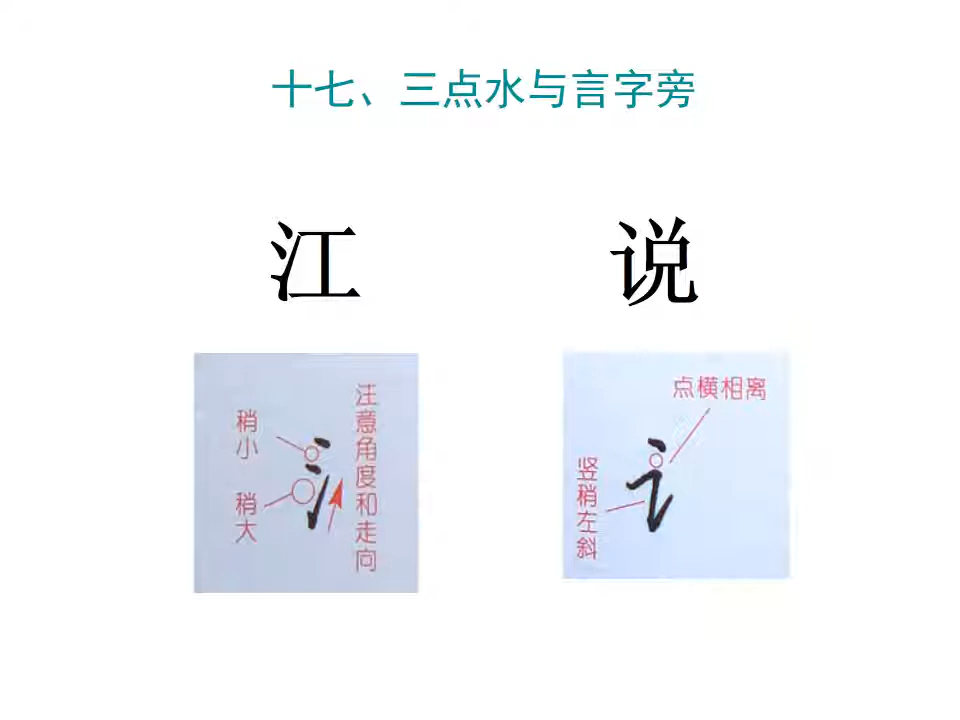 十七、三点水与言字旁
江 说
稍小
稍大
注意角度和走向
点横相离
竖稍左斜